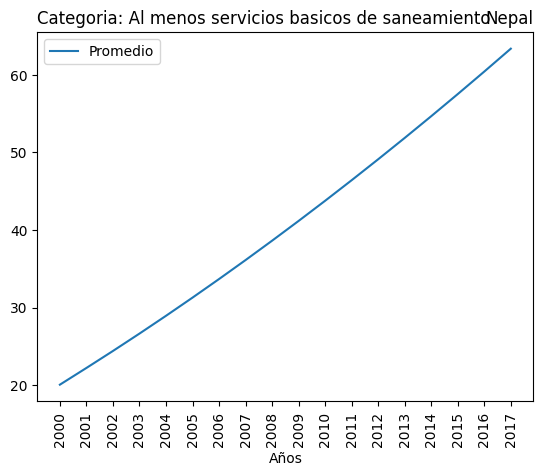 Categoria: Al menos servicios basicos de saneamiento Nepal
Promedio
60
50
40
30
20
2000 2001 2002 2003 2004 2005 2006 2007 2008 2009 2010 2011 2012 2013 2014 2015 2016 2017
Años